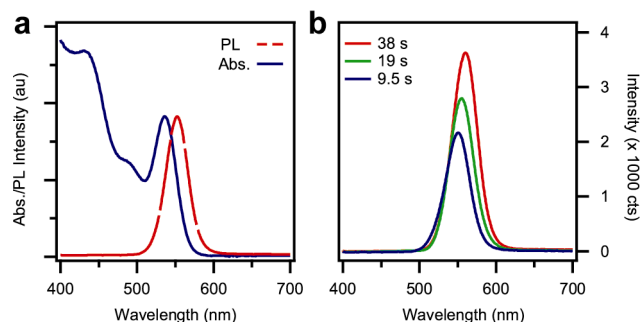 a
PL
Abs.
Abs./PL Intensity (au)
400
500
600
700
Wavelength (nm)
b
38 s
19 s
9.5 s
4
3
2
1
0
Intensity (x 1000 cts)
400
500
600
700
Wavelength (nm)